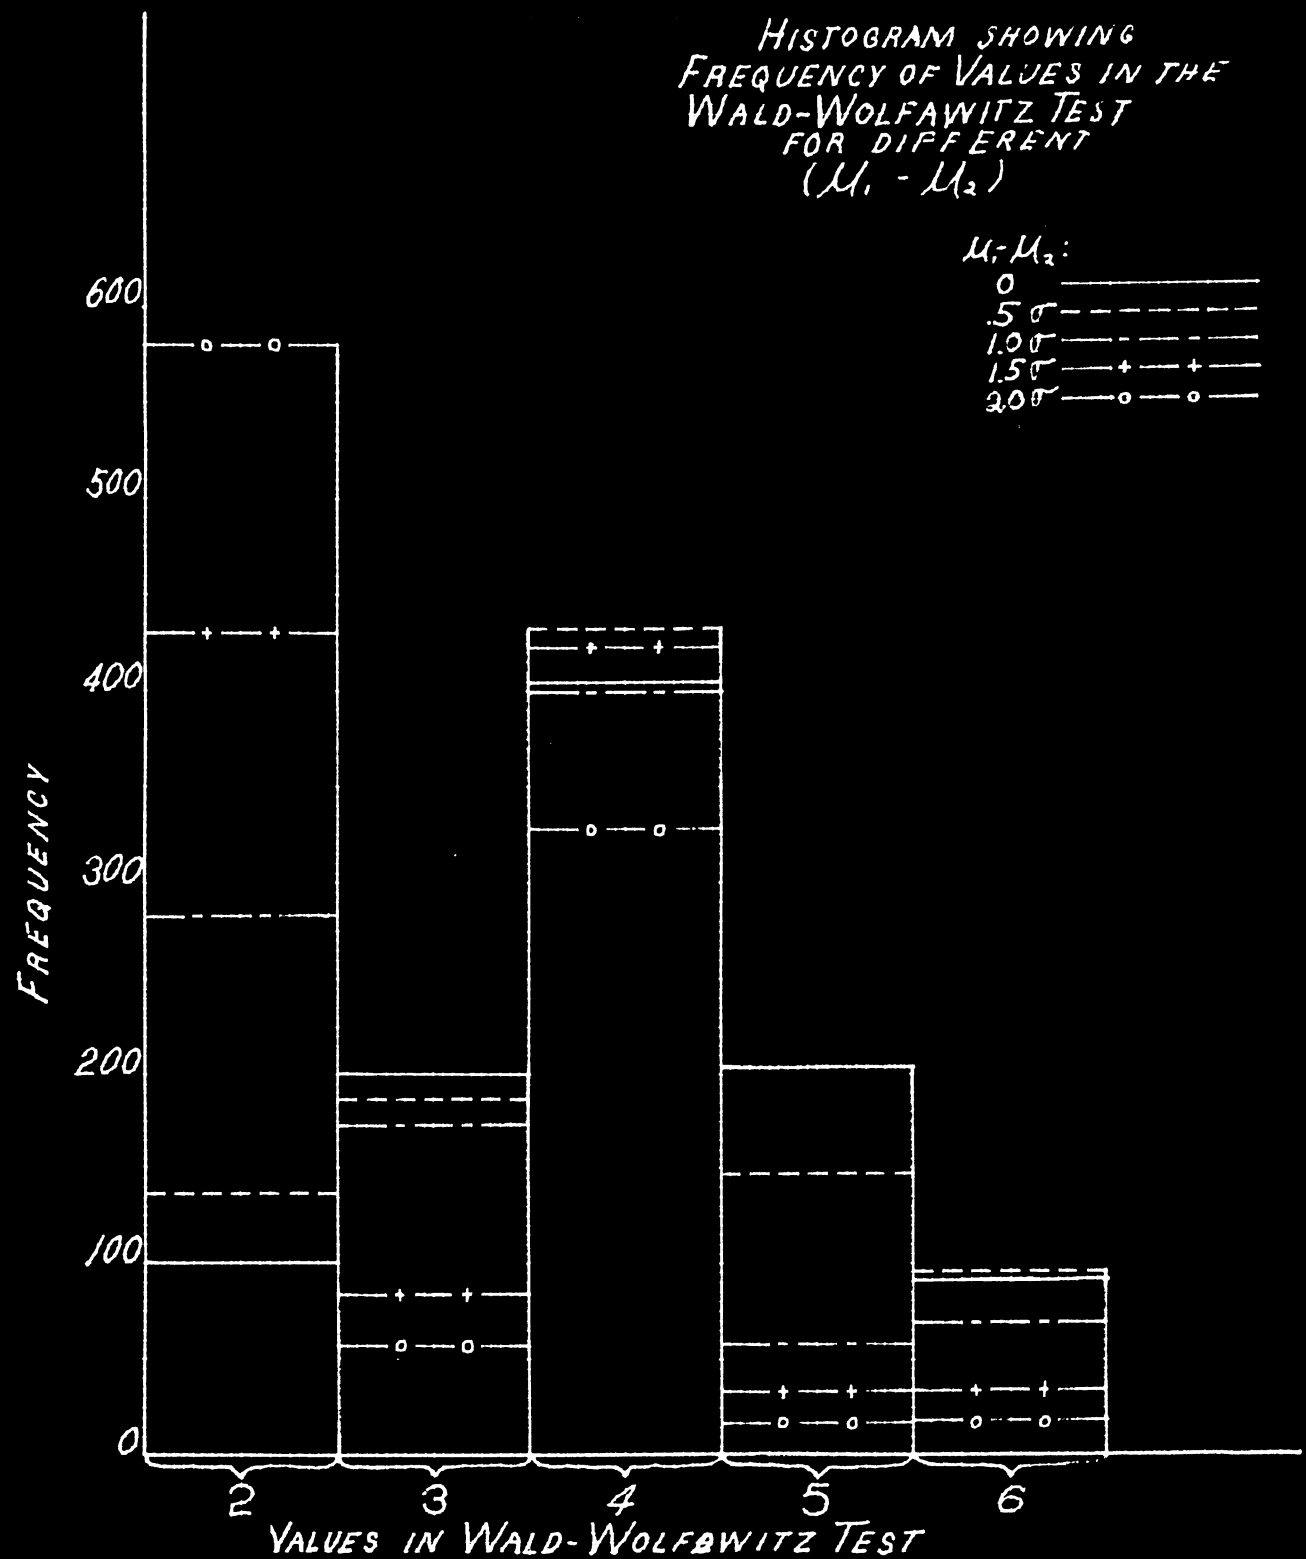 HISTOGRAM SHOWING
FREQUENCY OF VALUES IN THE
WALD-WOLFAWITZ TEST
FOR DIFFERENT
(μ₁ - μ₂)
μ₁-μ₂:
0
.5 σ
1.0 σ
1.5 σ
2.0 σ
600
500
400
300
200
100
0
FREQUENCY
2 3 4 5 6
VALUES IN WALD-WOLFAWITZ TEST